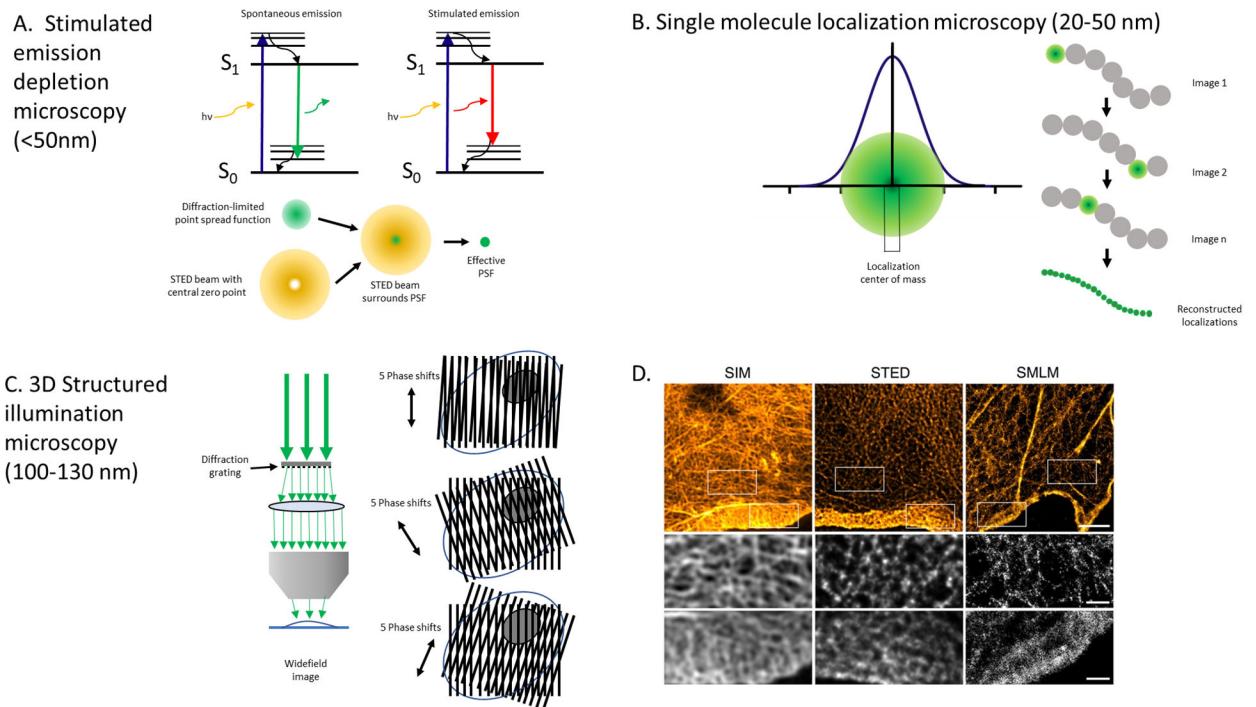 A. Stimulated
emission
depletion
microscopy
(<50nm)
Spontaneous emission
Stimulated emission
S1
S1
hν
hν
S0
S0
Diffraction-limited
point spread function
STED beam with
central zero point
STED beam
surrounds PSF
Effective
PSF
B. Single molecule localization microscopy (20-50 nm)
Localization
center of mass
Image 1
Image 2
Image n
Reconstructed
localizations
C. 3D Structured
illumination
microscopy
(100-130 nm)
Diffraction
grating
Widefield
image
5 Phase shifts
5 Phase shifts
5 Phase shifts
D.
SIM
STED
SMLM